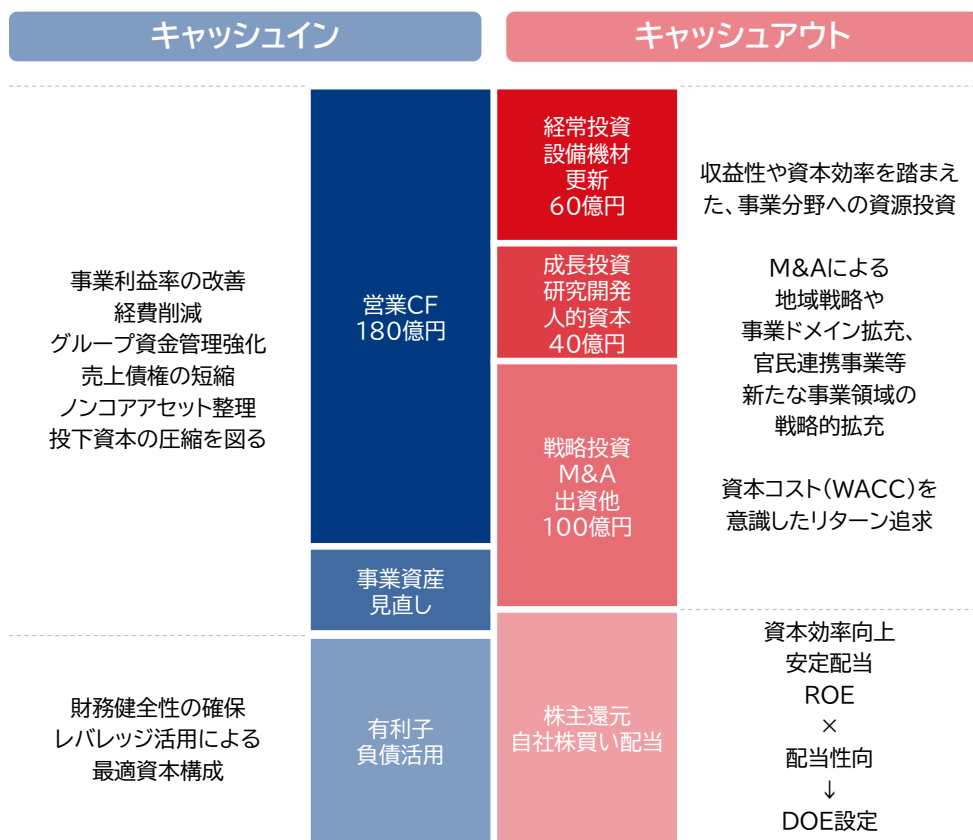 キャッシュイン
キャッシュアウト
事業利益率の改善
経費削減
グループ資金管理強化
売上債権の短縮
ノンコアアセット整理
投下資本の圧縮を図る
財務健全性の確保
レバレッジ活用による
最適資本構成
営業CF
180億円
事業資産
見直し
有利子
負債活用
経常投資
設備機材
更新
60億円
成長投資
研究開発
人的資本
40億円
戦略投資
M&A
出資他
100億円
株主還元
自社株買い配当
収益性や資本効率を踏まえ
た、事業分野への資源投資
M&Aによる
地域戦略や
事業ドメイン拡充、
官民連携事業等
新たな事業領域の
戦略的拡充
資本コスト(WACC)を
意識したリターン追求
資本効率向上
安定配当
ROE
×
配当性向
↓
DOE設定